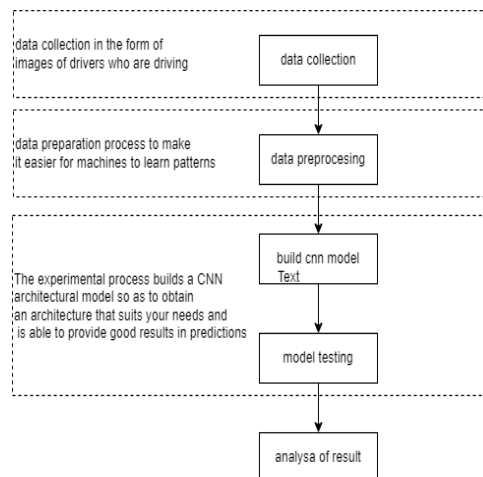 data collection in the form of
images of drivers who are driving
data collection
data preparation process to make
it easier for machines to learn patterns
data preprocesing
build cnn model
Text
The experimental process builds a CNN
architectural model so as to obtain
an architecture that suits your needs and
is able to provide good results in predictions
model testing
analysa of result